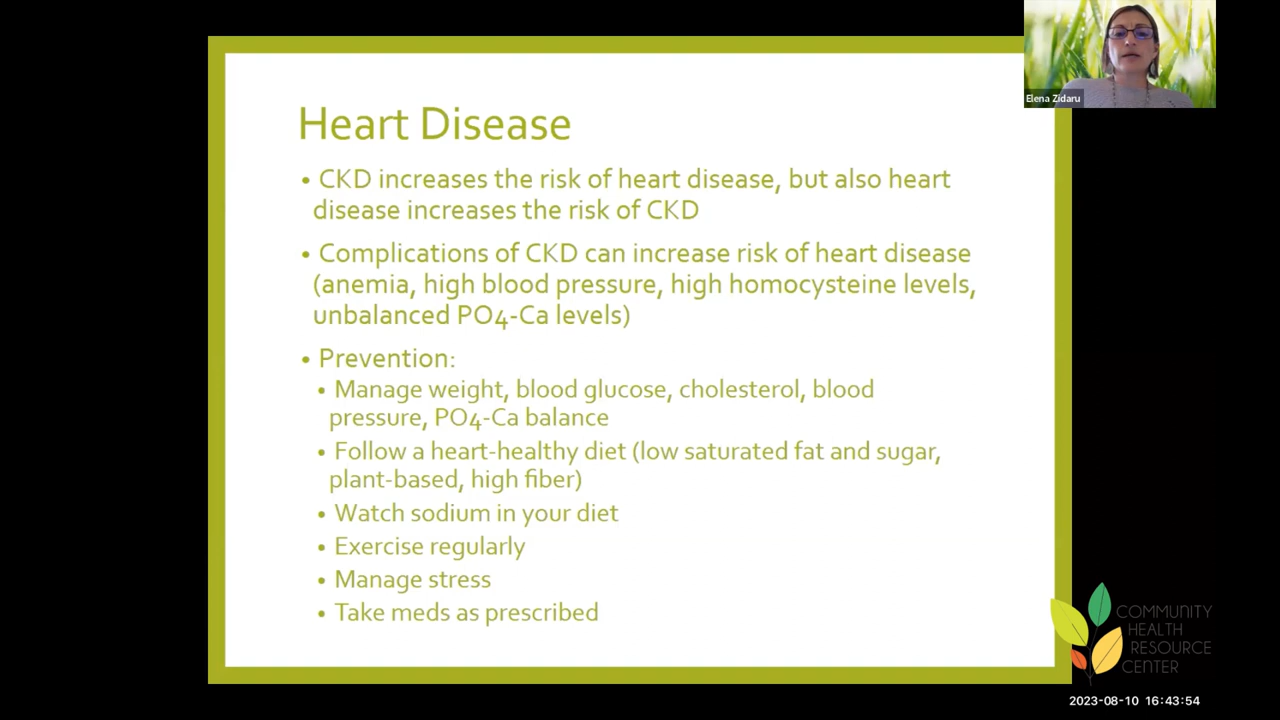 Elena Zidaru
Heart Disease
• CKD increases the risk of heart disease, but also heart
disease increases the risk of CKD
• Complications of CKD can increase risk of heart disease
(anemia, high blood pressure, high homocysteine levels,
unbalanced PO4-Ca levels)
• Prevention:
• Manage weight, blood glucose, cholesterol, blood
pressure, PO4-Ca balance
• Follow a heart-healthy diet (low saturated fat and sugar,
plant-based, high fiber)
• Watch sodium in your diet
• Exercise regularly
• Manage stress
• Take meds as prescribed
COMMUNITY
HEALTH
RESOURCE
CENTER
2023-08-10 16:43:54